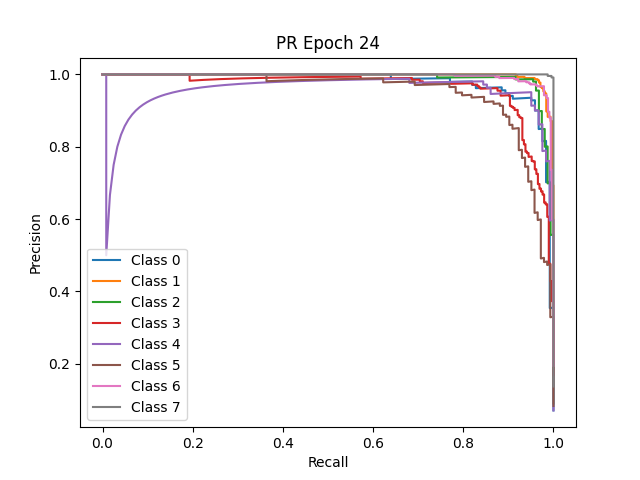 PR Epoch 24
Precision
1.0
0.8
0.6
0.4
0.2
Class 0
Class 1
Class 2
Class 3
Class 4
Class 5
Class 6
Class 7
0.0 0.2 0.4 0.6 0.8 1.0
Recall